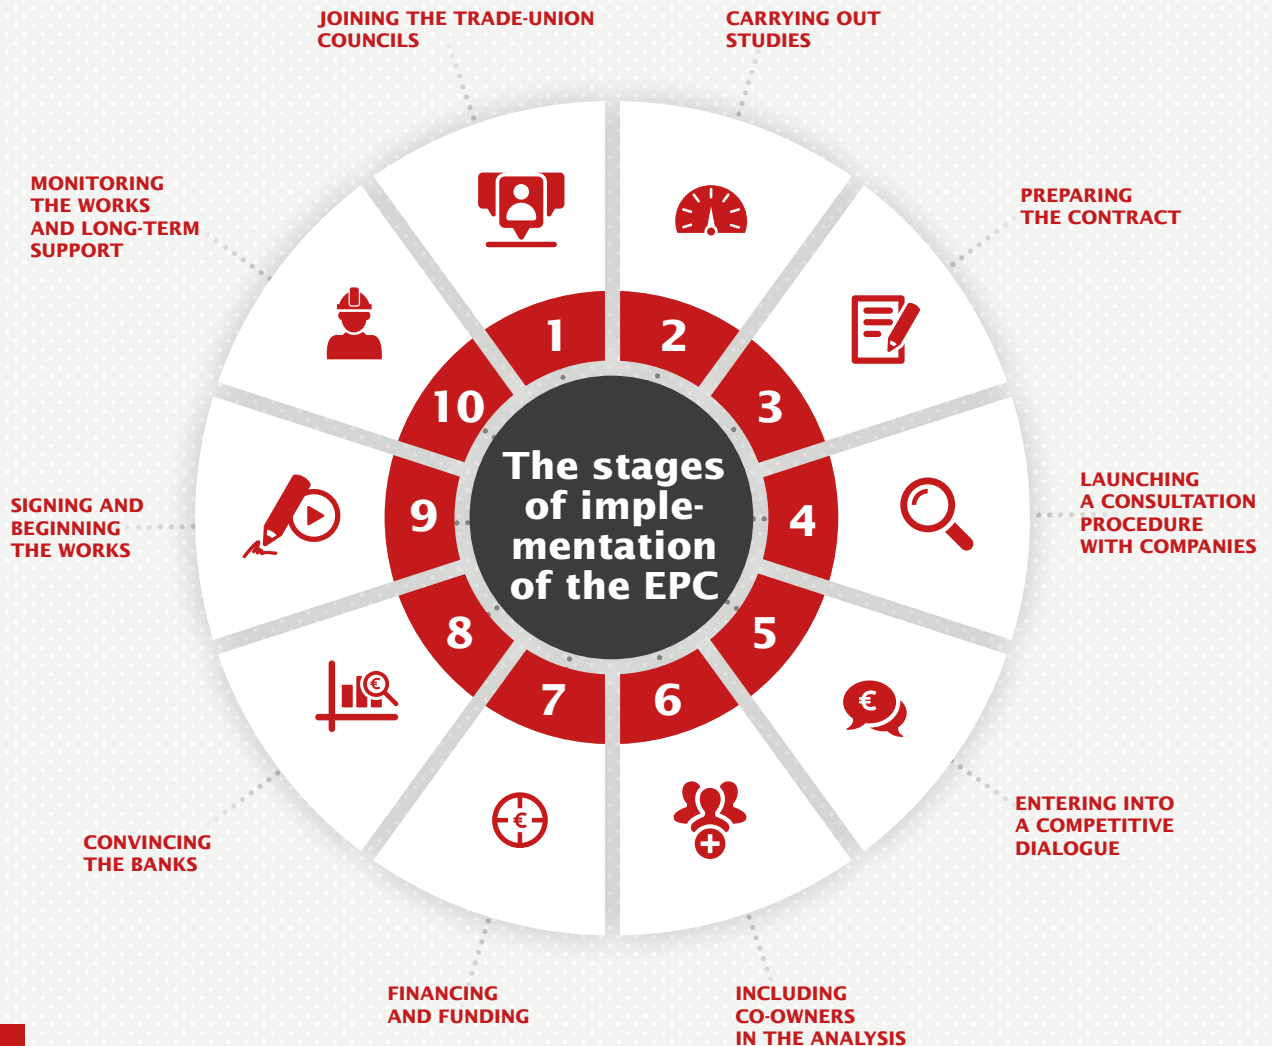 JOINING THE TRADE-UNION
COUNCILS
CARRYING OUT
STUDIES
MONITORING
THE WORKS
AND LONG-TERM
SUPPORT
PREPARING
THE CONTRACT
1
2
10
3
The stages
of imple-
mentation
of the EPC
SIGNING AND
BEGINNING
THE WORKS
9
4
LAUNCHING
A CONSULTATION
PROCEDURE
WITH COMPANIES
8
5
7
6
€
€
€
CONVINCING
THE BANKS
ENTERING INTO
A COMPETITIVE
DIALOGUE
FINANCING
AND FUNDING
INCLUDING
CO-OWNERS
IN THE ANALYSIS